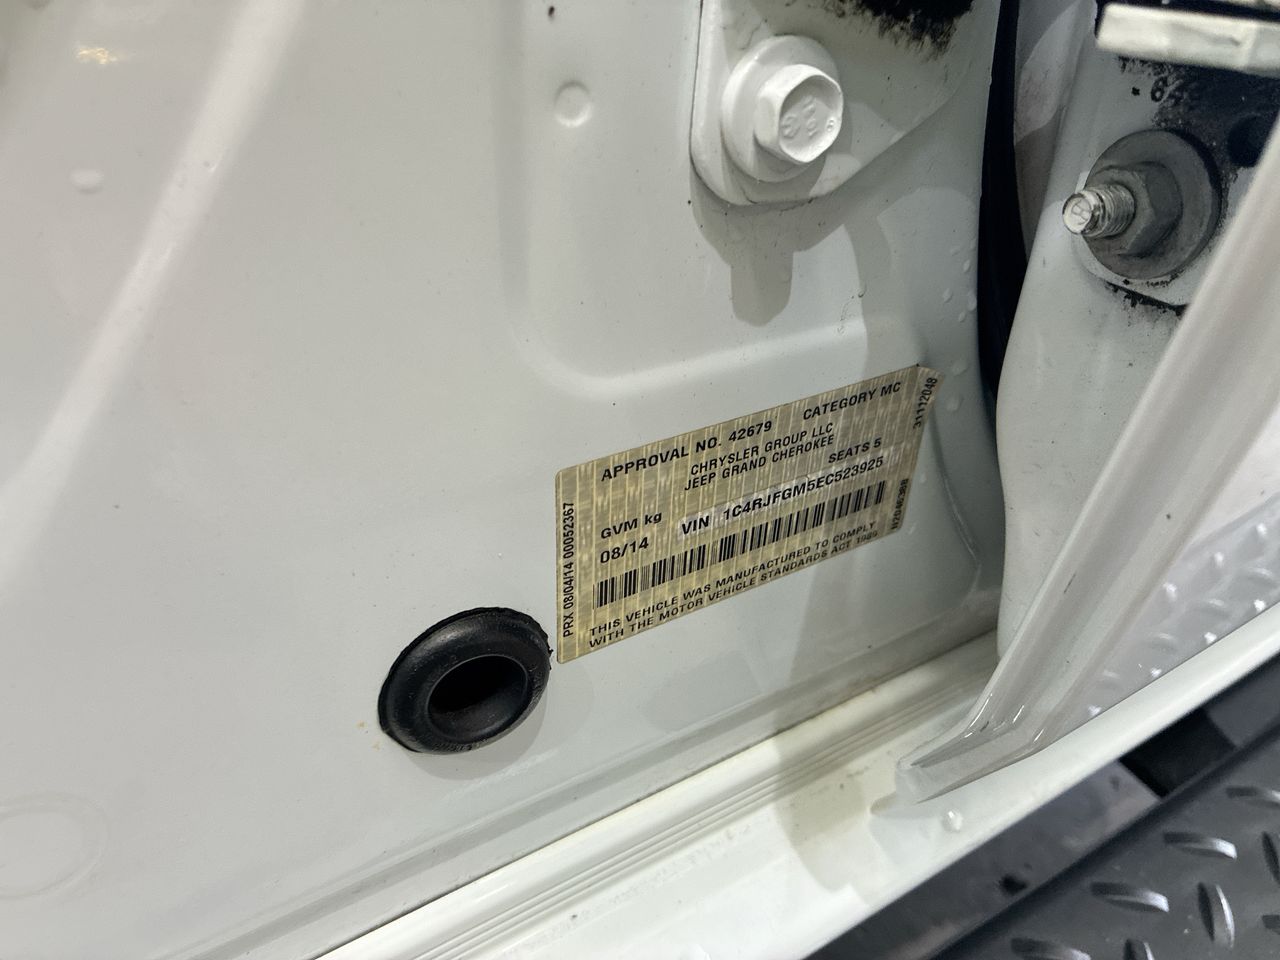 APPROVAL NO. 42679 CATEGORY MC
CHRYSLER GROUP LLC
JEEP GRAND CHEROKEE
SEATS 5
GVM kg
08/14
VIN 1C4RJFGM5EC523925
THIS VEHICLE WAS MANUFACTURED TO COMPLY
WITH THE MOTOR VEHICLE STANDARDS ACT 1989
PRX 08/04/14 00052367
31112048